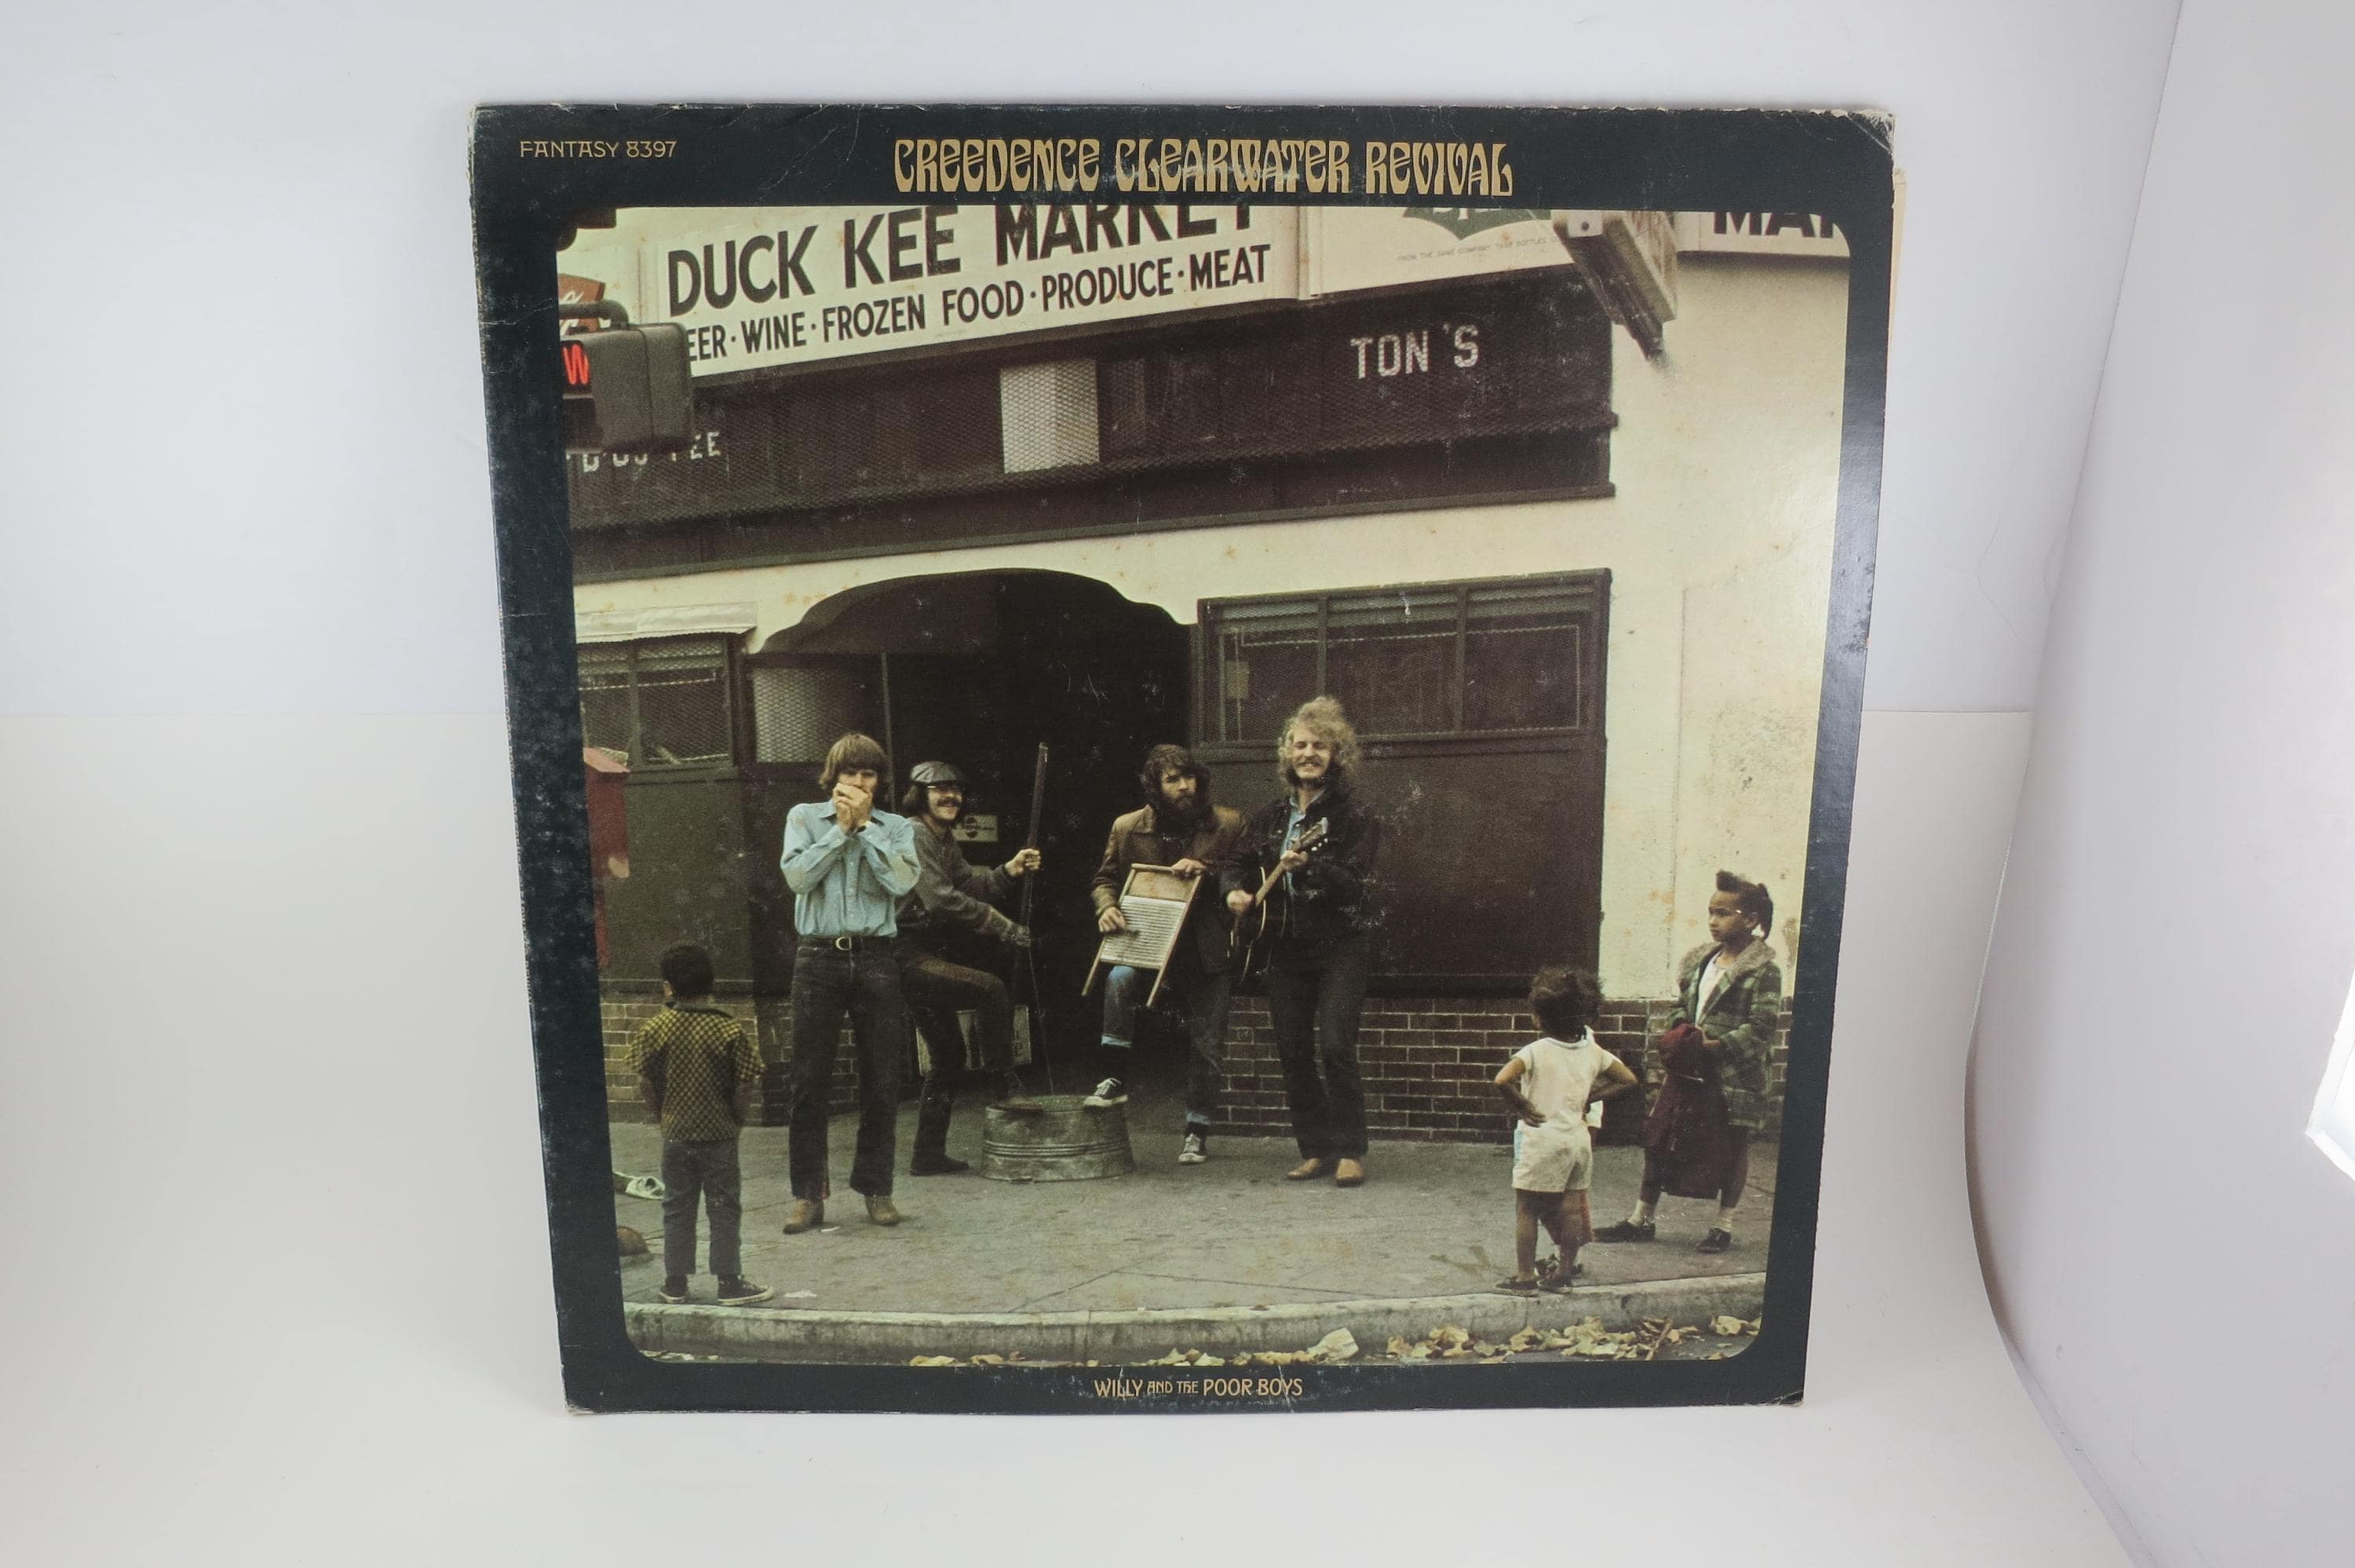 FANTASY 8397
CREEDENCE CLEARWATER REVIVAL
DUCK KEE MARKET
EER·WINE·FROZEN FOOD·PRODUCE·MEAT
MAR
TON'S
W
WILLY AND THE POOR BOYS